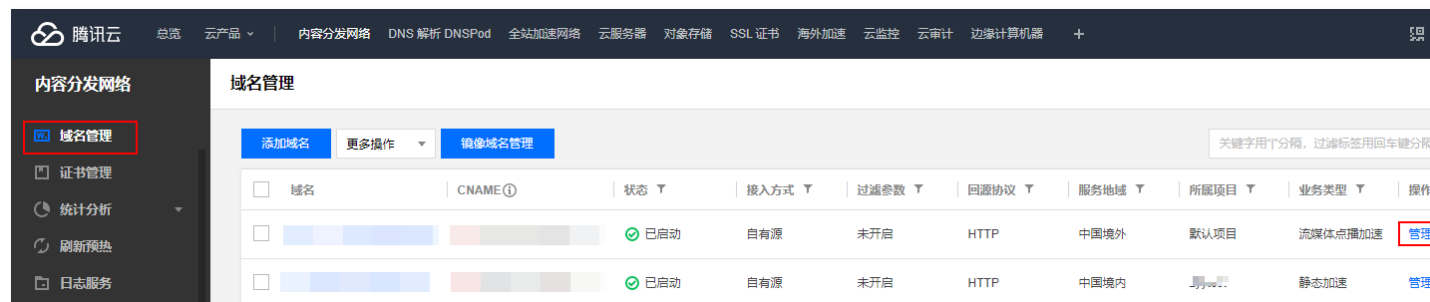 腾讯云 总览 云产品 内容分发网络 DNS 解析 DNSPod 全站加速网络 云服务器 对象存储 SSL 证书 海外加速 云监控 云审计 边缘计算机器 +
内容分发网络 域名管理
域名管理 添加域名 更多操作 镜像域名管理 关键字用"|"分隔，过滤标签用回车键分隔
证书管理 域名 CNAME 状态 接入方式 过滤参数 回源协议 服务地域 所属项目 业务类型 操作
统计分析
已启动 自有源 未开启 HTTP 中国境外 默认项目 流媒体点播加速 管理
刷新预热
日志服务 已启动 自有源 未开启 HTTP 中国境内 静态加速 管理